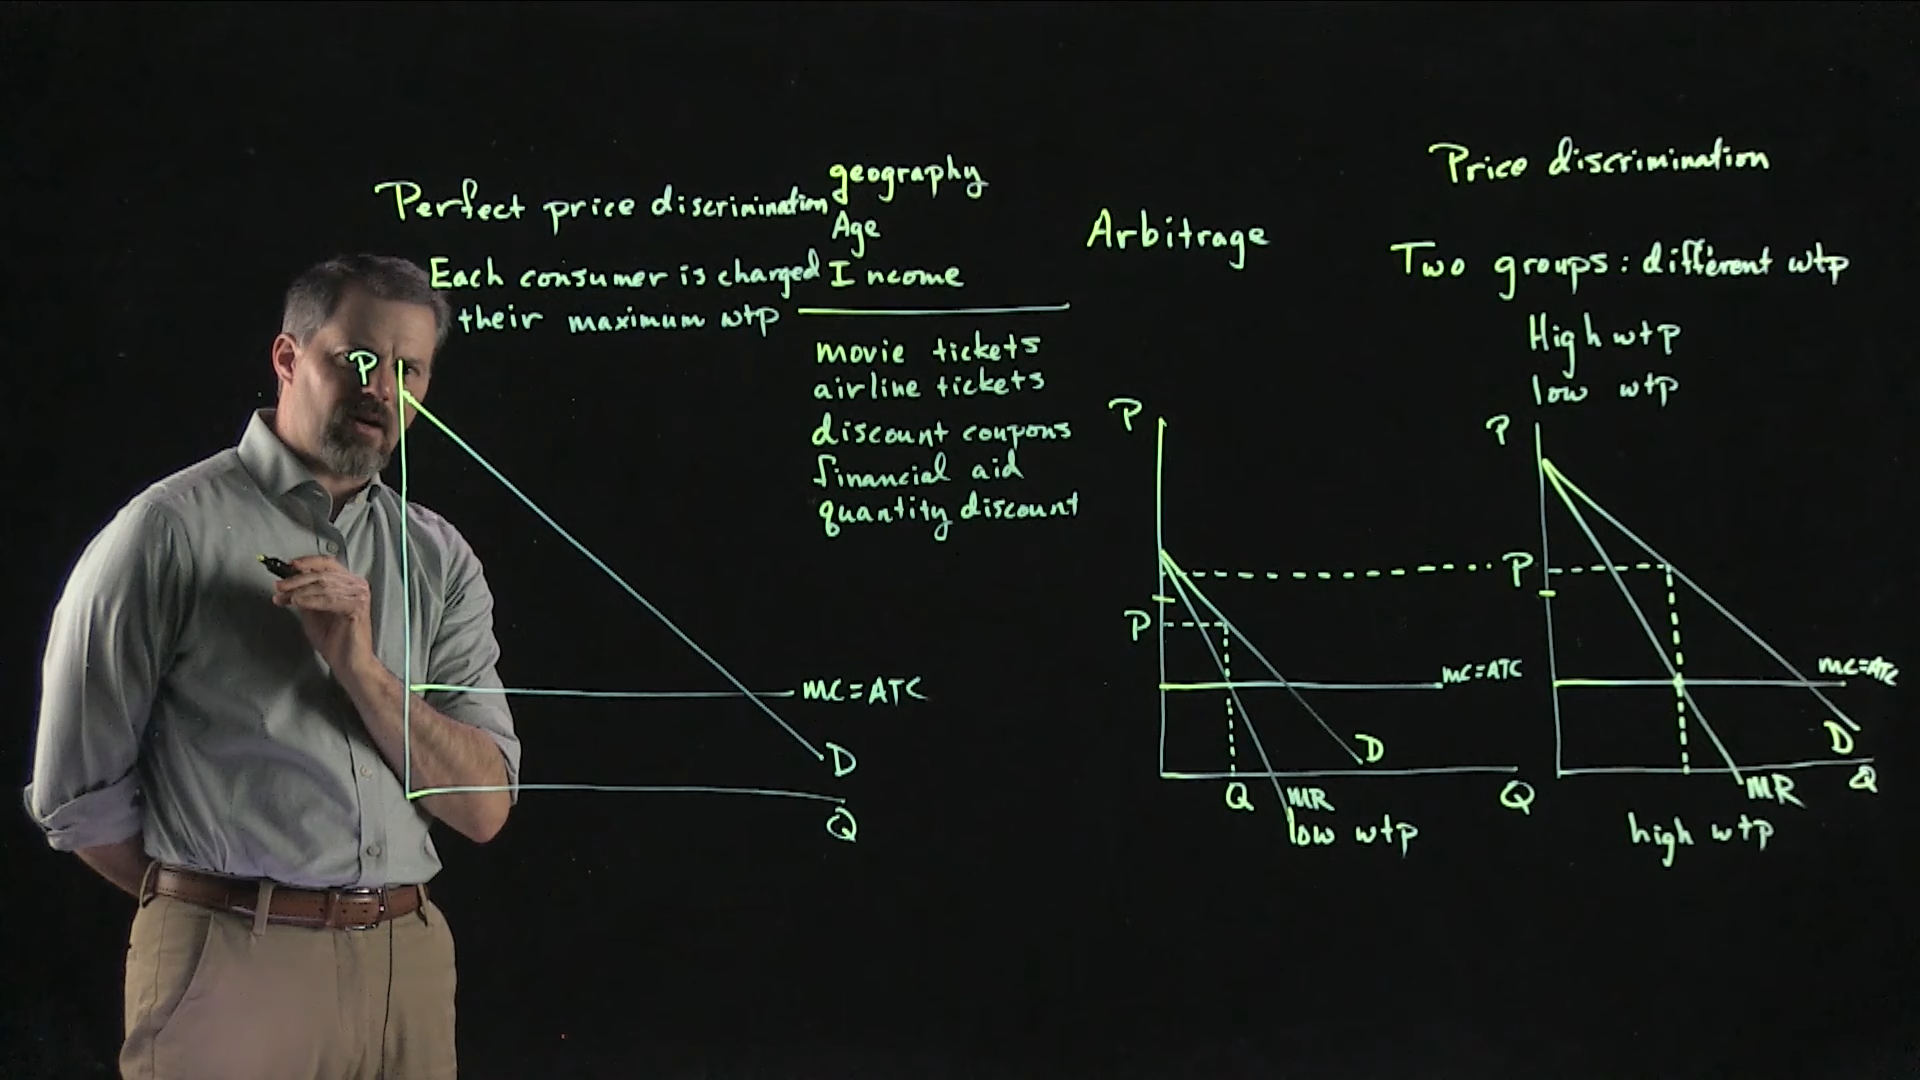 Perfect price discrimination
Each consumer is charged
their maximum wtp
geography
Age
Income
movie tickets
airline tickets
discount coupons
financial aid
quantity discount
Arbitrage
Price discrimination
Two groups: different wtp
High wtp
low wtp
P
MC=ATC
D
Q
P
P
MC=ATC
D
Q
MR
Q
low wtp
P
P
MC=ATC
D
MR
Q
high wtp